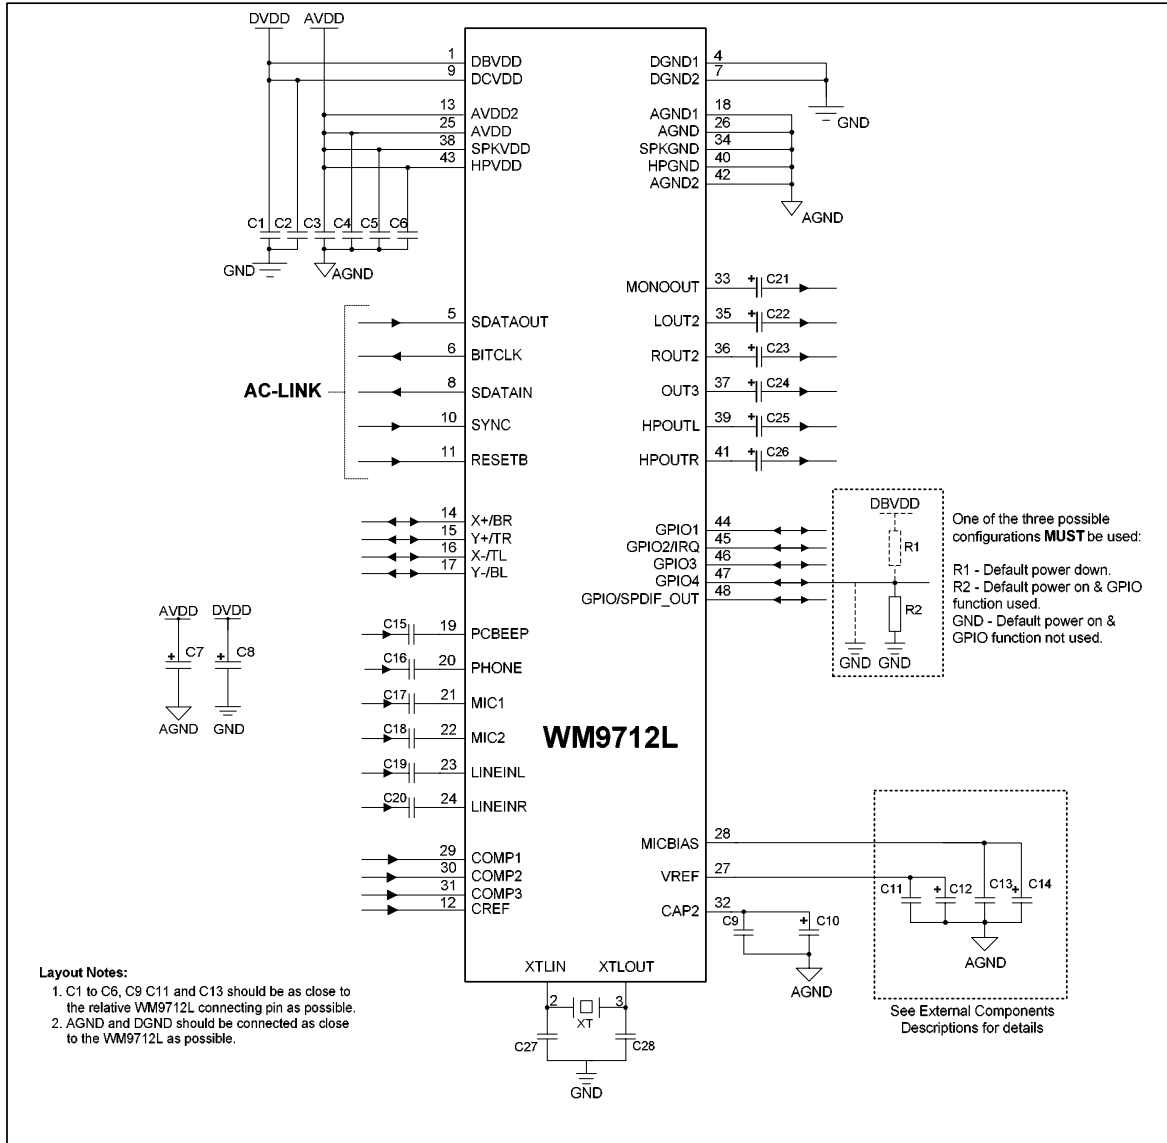 DVDD AVDD
1 DBVDD
9 DCVDD
13 AVDD2
25 AVDD
38 SPKVDD
43 HPVDD
C1 C2 C3 C4 C5 C6
GND AGND
DGND1 4
DGND2 7
GND
AGND1 18
AGND 26
SPKGND 34
HPGND 40
AGND2 42
AGND
AC-LINK
5 SDATAOUT
6 BITCLK
8 SDATAIN
10 SYNC
11 RESETB
MONOOUT 33 + C21
LOUT2 35 + C22
ROUT2 36 + C23
OUT3 37 + C24
HPOUTL 39 + C25
HPOUTR 41 + C26
14 X+/BR
15 Y+/TR
16 X-/TL
17 Y-/BL
GPIO1 44
GPIO2/IRQ 45
GPIO3 46
GPIO4 47
GPIO/SPDIF_OUT 48
DBVDD
R1
R2
GND GND
One of the three possible
configurations MUST be used:
R1 - Default power down.
R2 - Default power on & GPIO
function used.
GND - Default power on &
GPIO function not used.
AVDD DVDD
+ C7 + C8
AGND GND
C15 19 PCBEEP
C16 20 PHONE
C17 21 MIC1
C18 22 MIC2
C19 23 LINEINL
C20 24 LINEINR
WM9712L
29 COMP1
30 COMP2
31 COMP3
12 CREF
MICBIAS 28
VREF 27
CAP2 32
C9 + C10
AGND
C11 + C12 C13 + C14
AGND
See External Components
Descriptions for details
XTLIN XTLOUT
2 3
XT
C27 C28
GND
Layout Notes:
1. C1 to C6, C9 C11 and C13 should be as close to
the relative WM9712L connecting pin as possible.
2. AGND and DGND should be connected as close
to the WM9712L as possible.